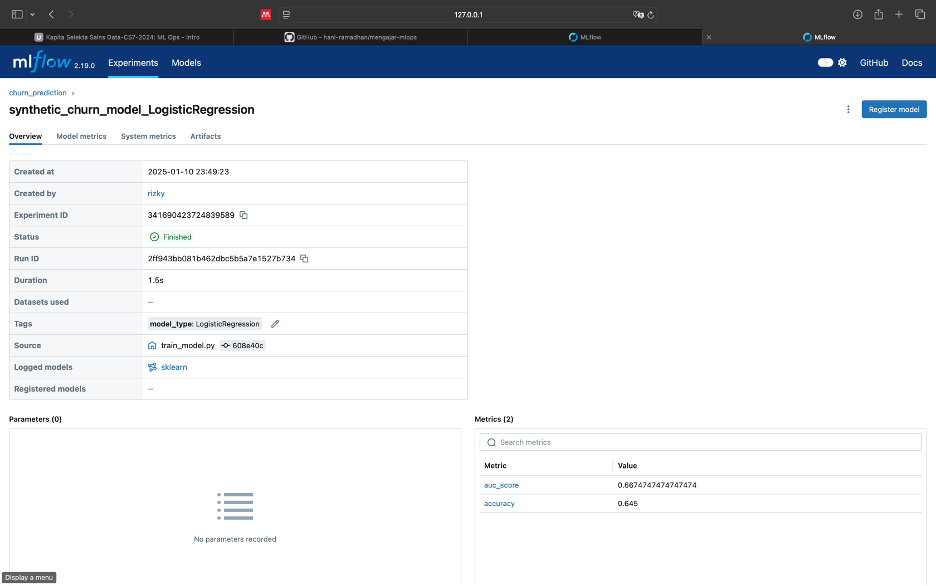 127.0.0.1
Kapita Selekta Sains Data-CS7-2024: ML Ops - Intro
GitHub - hani-ramadhan/mengajar-mlops
MLflow
MLflow
mlflow 2.19.0
Experiments
Models
GitHub
Docs
churn_prediction ›
synthetic_churn_model_LogisticRegression
Register model
Overview
Model metrics
System metrics
Artifacts
Created at 2025-01-10 23:49:23
Created by rizky
Experiment ID 341690423724839589
Status Finished
Run ID 2ff943bb081b462dbc5b5a7e1527b734
Duration 1.5s
Datasets used —
Tags model_type: LogisticRegression
Source train_model.py 608e40c
Logged models sklearn
Registered models —
Parameters (0)
No parameters recorded
Metrics (2)
Search metrics
Metric Value
auc_score 0.6674747474747474
accuracy 0.645
Display a menu